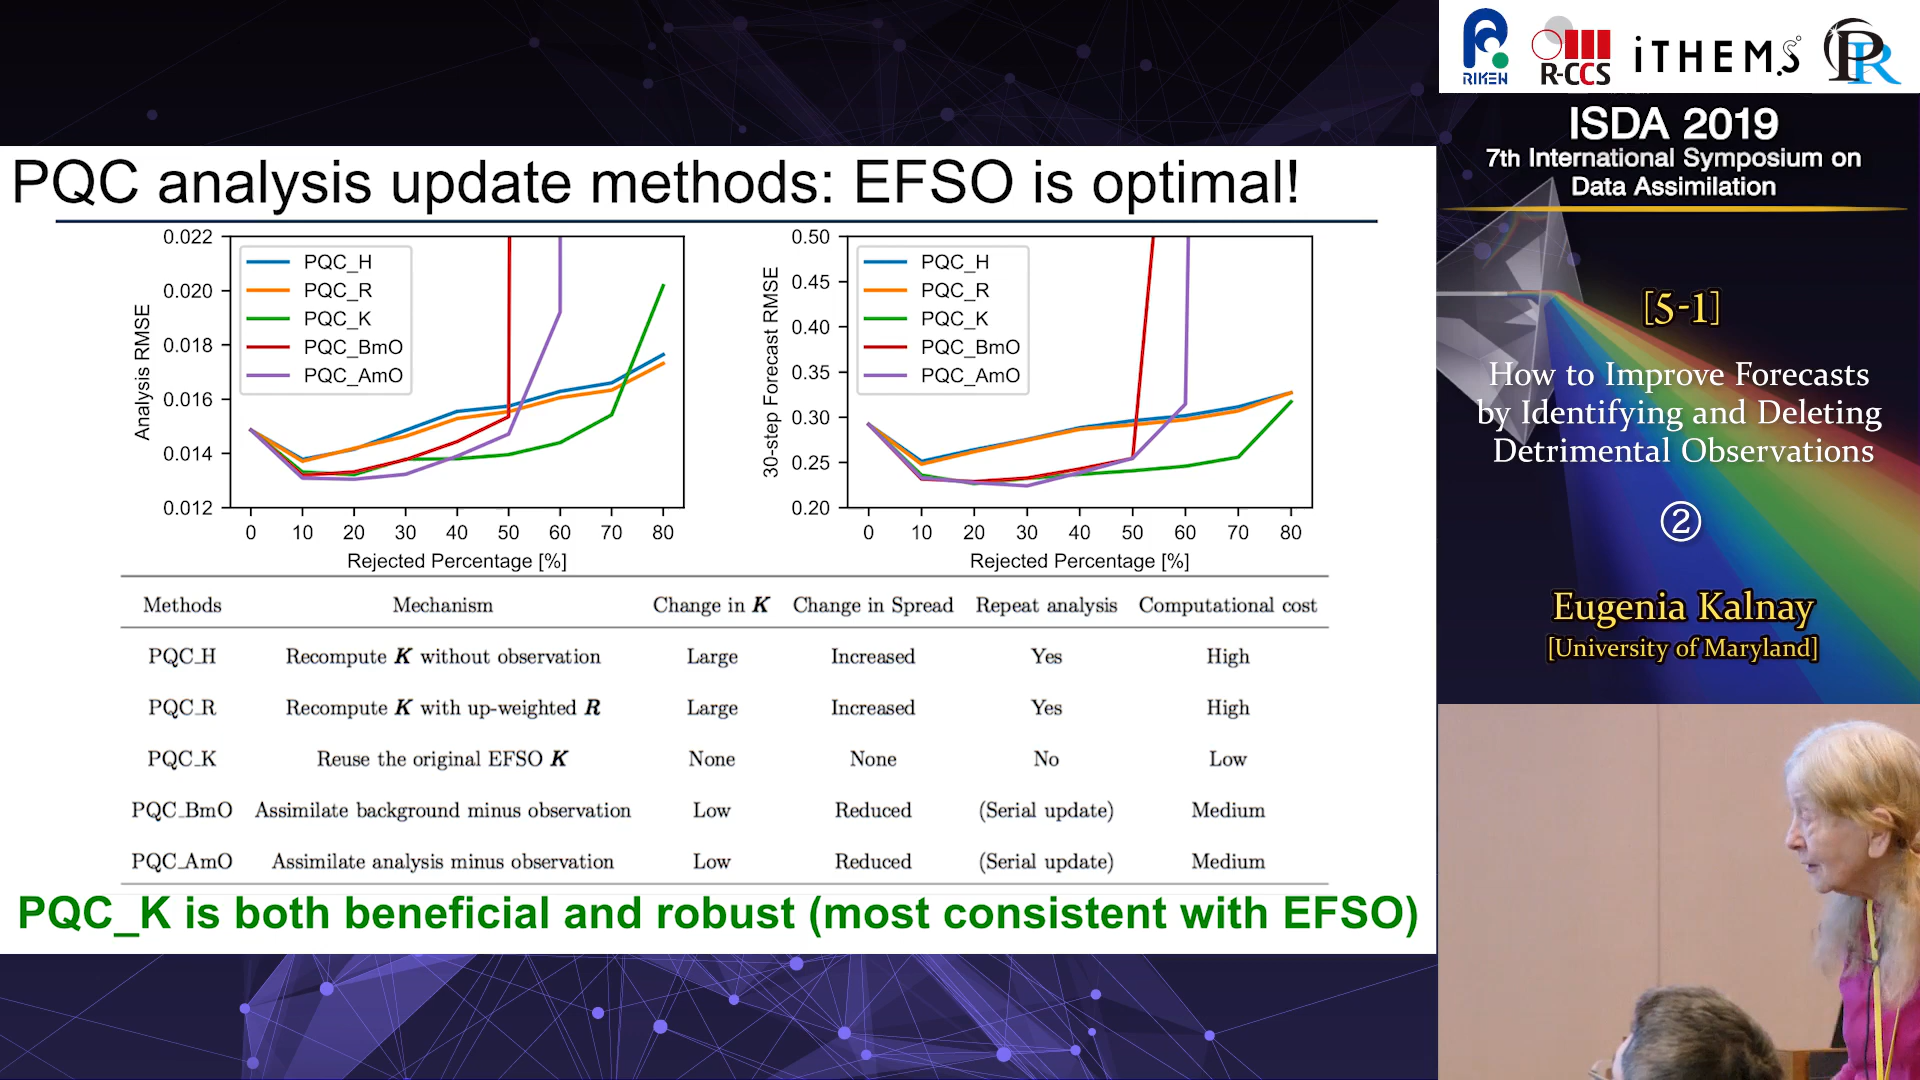 PQC analysis update methods: EFSO is optimal!
0.022
0.020
0.018
0.016
0.014
0.012
Analysis RMSE
PQC_H
PQC_R
PQC_K
PQC_BmO
PQC_AmO
0 10 20 30 40 50 60 70 80
Rejected Percentage [%]
0.50
0.45
0.40
0.35
0.30
0.25
0.20
30-step Forecast RMSE
PQC_H
PQC_R
PQC_K
PQC_BmO
PQC_AmO
0 10 20 30 40 50 60 70 80
Rejected Percentage [%]
Methods Mechanism Change in K Change in Spread Repeat analysis Computational cost
PQC_H Recompute K without observation Large Increased Yes High
PQC_R Recompute K with up-weighted R Large Increased Yes High
PQC_K Reuse the original EFSO K None None No Low
PQC_BmO Assimilate background minus observation Low Reduced (Serial update) Medium
PQC_AmO Assimilate analysis minus observation Low Reduced (Serial update) Medium
PQC_K is both beneficial and robust (most consistent with EFSO)
RIKEN R-CCS iTHEMS PR
ISDA 2019
7th International Symposium on
Data Assimilation
[5-1]
How to Improve Forecasts
by Identifying and Deleting
Detrimental Observations
②
Eugenia Kalnay
[University of Maryland]